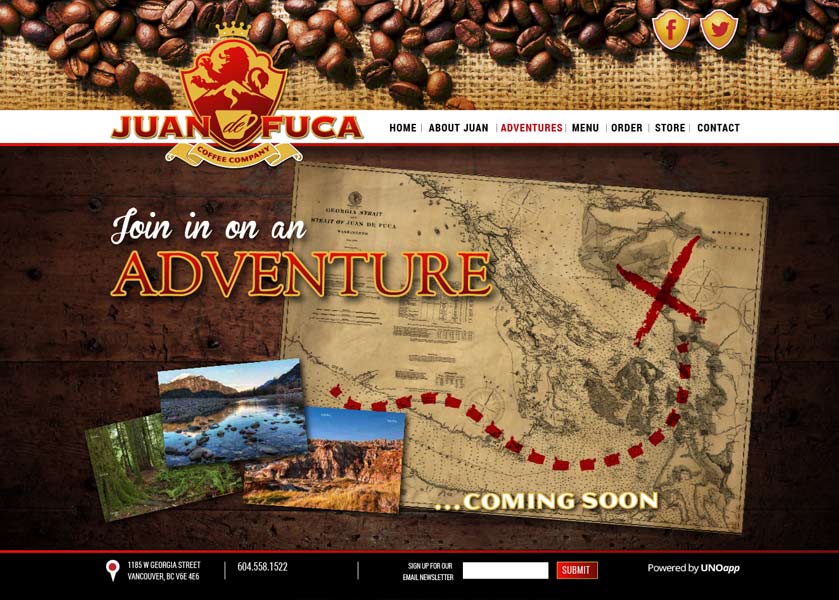 JUAN de FUCA
COFFEE COMPANY
HOME ABOUT JUAN ADVENTURES MENU ORDER STORE CONTACT
GEORGIA STRAIT
STRAIT OF JUAN DE FUCA
WASHINGTON
Join in on an
ADVENTURE
...COMING SOON
1185 W GEORGIA STREET
VANCOUVER, BC V6E 4E6
604.558.1522
SIGN UP FOR OUR
EMAIL NEWSLETTER
SUBMIT
Powered by UNOapp